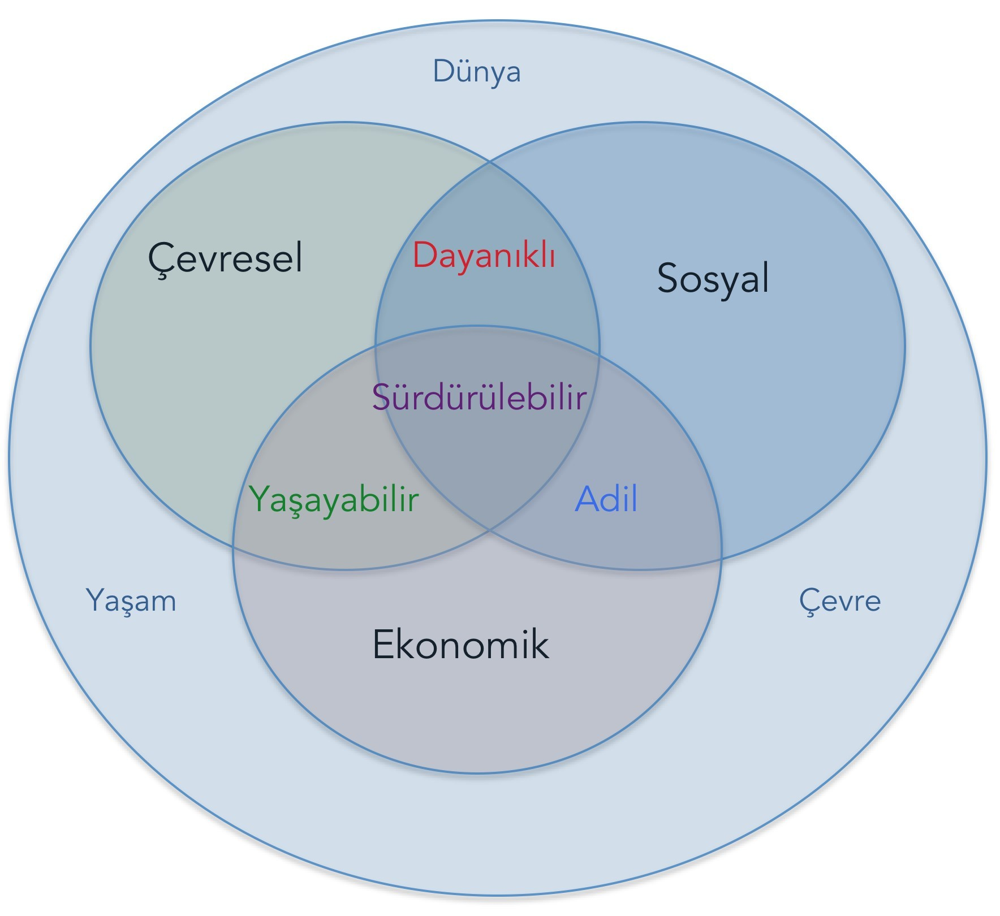 Dünya
Çevresel
Dayanıklı
Sosyal
Sürdürülebilir
Yaşayabilir
Adil
Yaşam
Çevre
Ekonomik